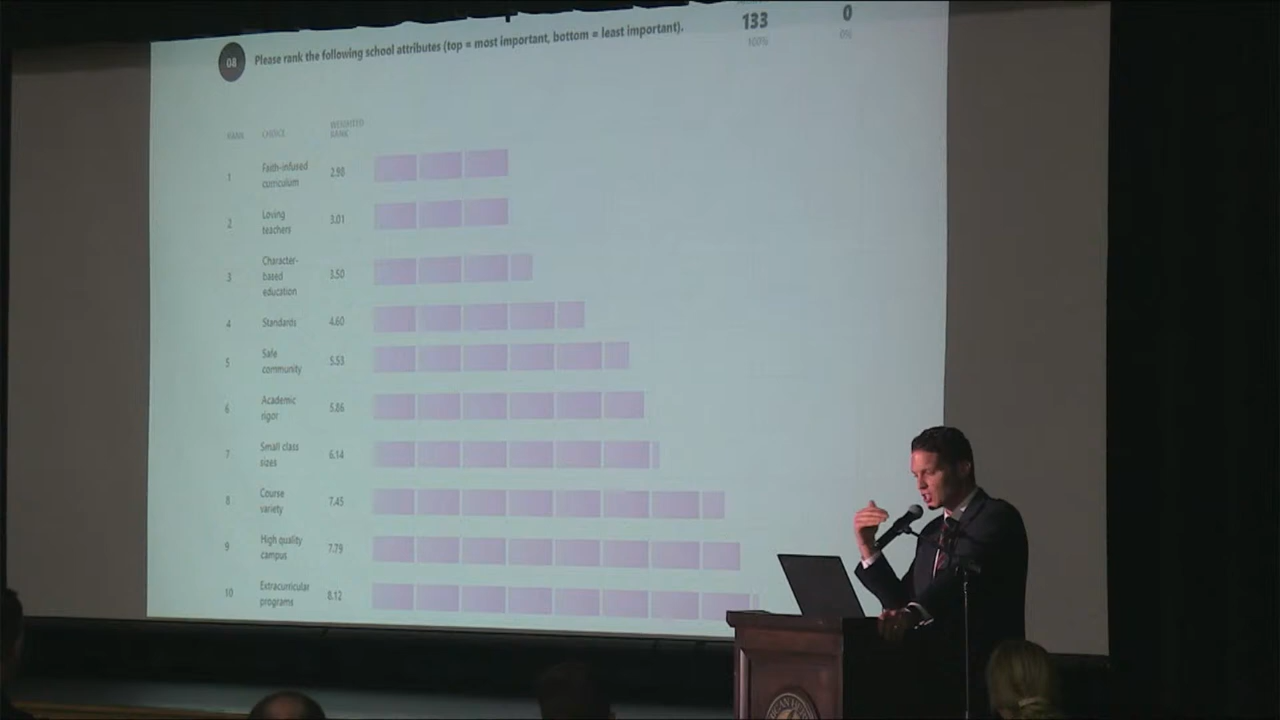 133
0
08 Please rank the following school attributes (top = most important, bottom = least important).
100%
0%
RANK CHOICE WEIGHTED
RANK
1 Faith-infused
curriculum 2.98
2 Loving
teachers 3.01
3 Character-
based
education 3.50
4 Standards 4.60
5 Safe
community 5.53
6 Academic
rigor 5.86
7 Small class
sizes 6.14
8 Course
variety 7.45
9 High quality
campus 7.79
10 Extracurricular
programs 8.12